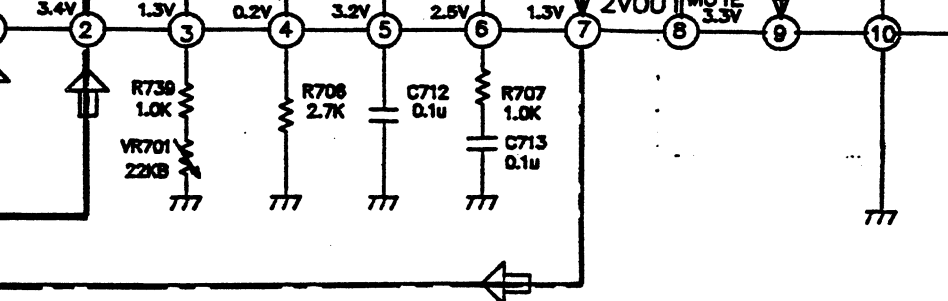 3.4V 1.3V 0.2V 3.2V 2.5V 1.3V 2VOU MUTE
3.3V
2 3 4 5 6 7 8 9 10
R739
1.0K
R706
2.7K
C712
0.1u
R707
1.0K
VR701
22KB
C713
0.1u